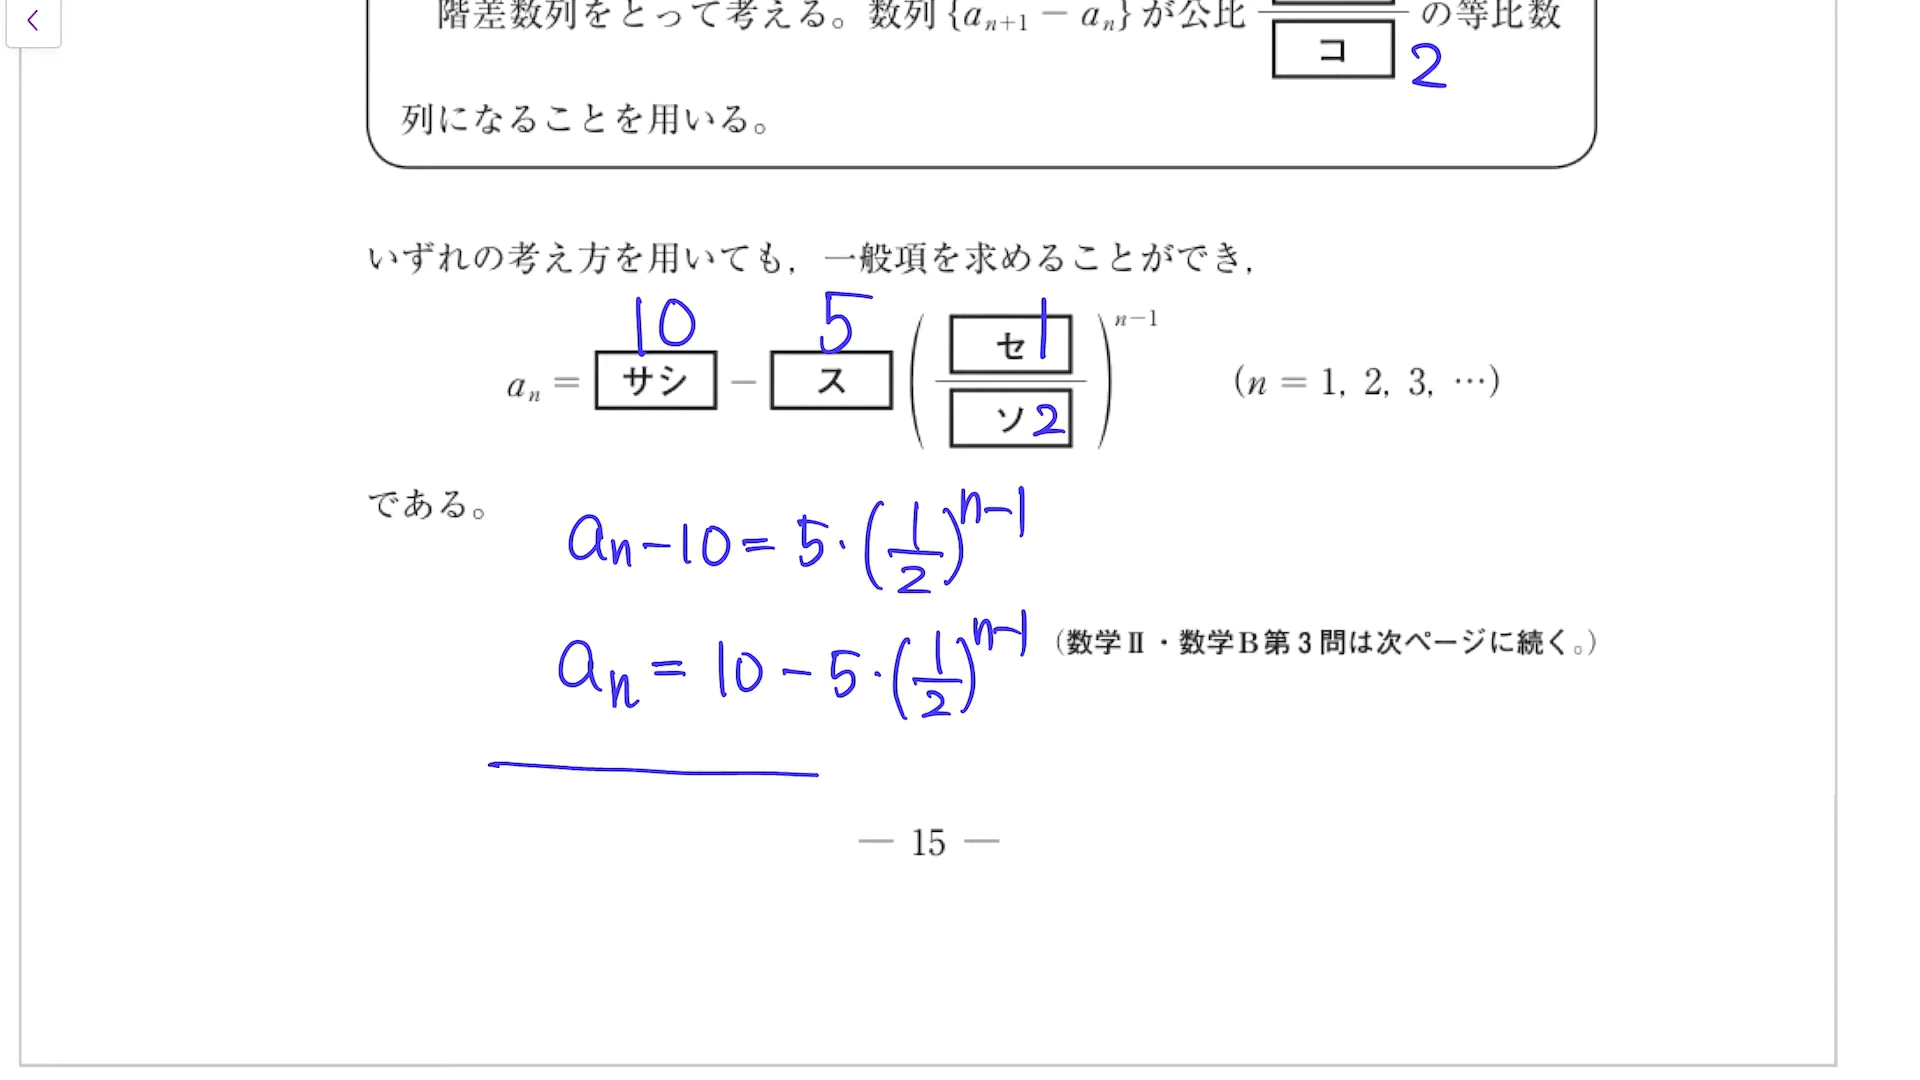 階差数列をとって考える。数列{aₙ₊₁ − aₙ}が公比 コ 2 の等比数
列になることを用いる。
いずれの考え方を用いても，一般項を求めることができ，
10 5 1
aₙ = サシ − ス ( セ / ソ )ⁿ⁻¹ (n = 1, 2, 3, …)
2
である。
aₙ−10 = 5・(1/2)ⁿ⁻¹
aₙ = 10 − 5・(1/2)ⁿ⁻¹
(数学Ⅱ・数学B第3問は次ページに続く。)
— 15 —